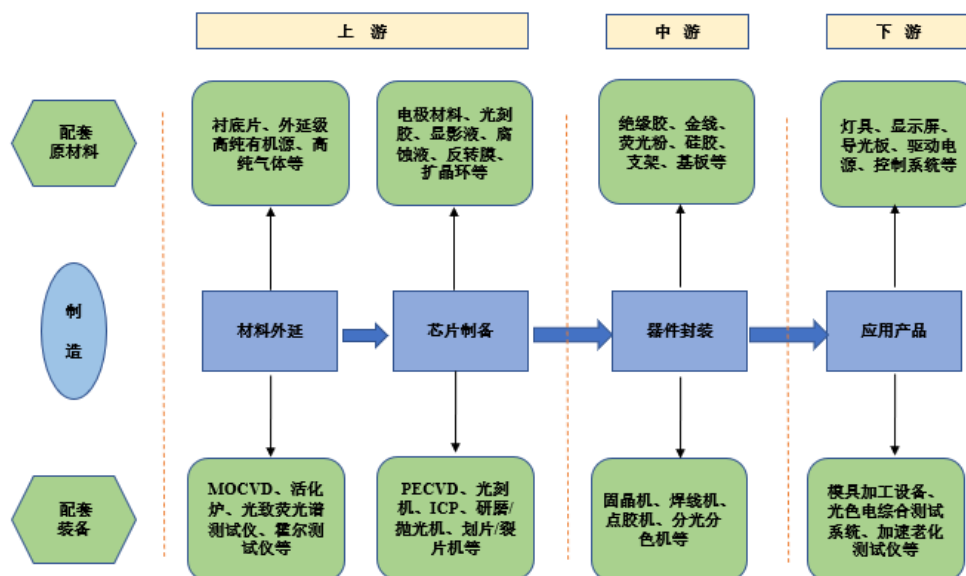 上 游
中 游
下 游
配套
原材料
衬底片、外延级
高纯有机源、高
纯气体等
电极材料、光刻
胶、显影液、腐
蚀液、反转膜、
扩晶环等
绝缘胶、金线、
荧光粉、硅胶、
支架、基板等
灯具、显示屏、
导光板、驱动电
源、控制系统等
制
造
材料外延
芯片制备
器件封装
应用产品
配套
装备
MOCVD、活化
炉、光致荧光谱
测试仪、霍尔测
试仪等
PECVD、光刻
机、ICP、研磨/
抛光机、划片/裂
片机等
固晶机、焊线机、
点胶机、分光分
色机等
模具加工设备、
光色电综合测试
系统、加速老化
测试仪等